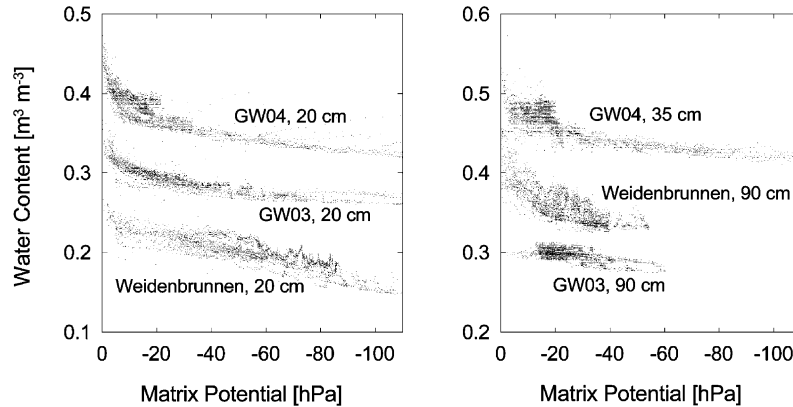 0.5
0.4
0.3
0.2
0.1
Water Content [m³ m⁻³]
GW04, 20 cm
GW03, 20 cm
Weidenbrunnen, 20 cm
0 -20 -40 -60 -80 -100
Matrix Potential [hPa]
0.6
0.5
0.4
0.3
0.2
GW04, 35 cm
Weidenbrunnen, 90 cm
GW03, 90 cm
0 -20 -40 -60 -80 -100
Matrix Potential [hPa]